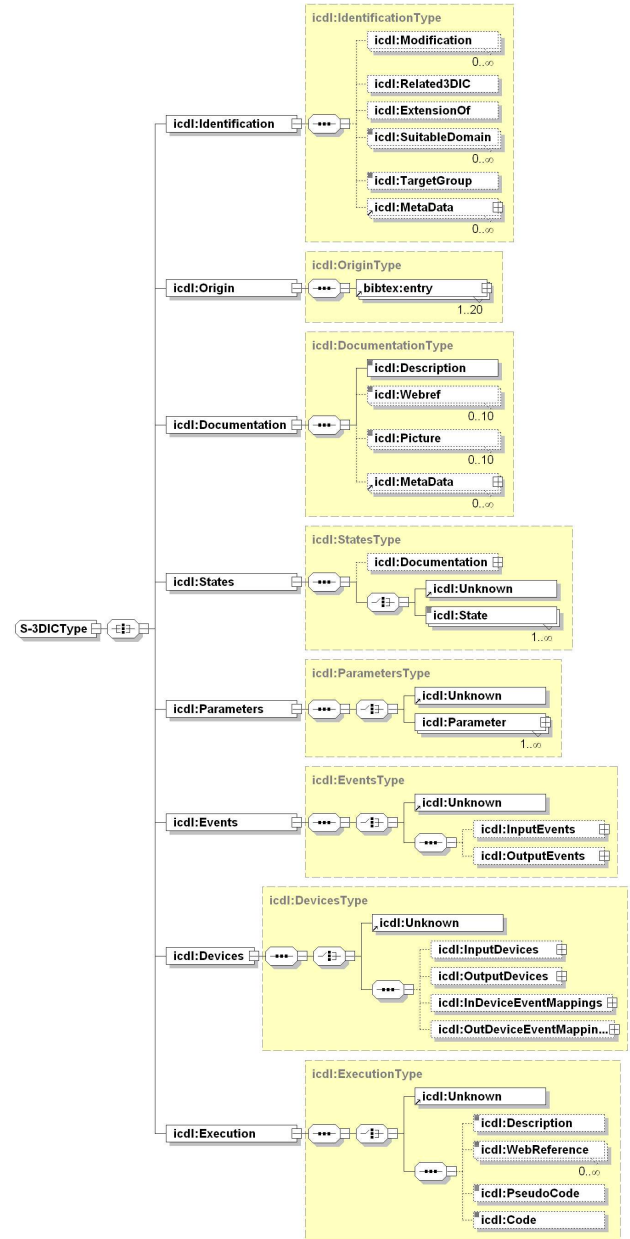 icdl:IdentificationType
icdl:Modification
0..∞
icdl:Related3DIC
icdl:ExtensionOf
icdl:Identification
icdl:SuitableDomain
0..∞
icdl:TargetGroup
icdl:MetaData
0..∞
icdl:OriginType
icdl:Origin
bibtex:entry
1..20
icdl:DocumentationType
icdl:Description
icdl:Webref
0..10
icdl:Documentation
icdl:Picture
0..10
icdl:MetaData
0..∞
icdl:StatesType
icdl:Documentation
icdl:States
icdl:Unknown
icdl:State
1..∞
S-3DICType
icdl:ParametersType
icdl:Unknown
icdl:Parameters
icdl:Parameter
1..∞
icdl:EventsType
icdl:Unknown
icdl:Events
icdl:InputEvents
icdl:OutputEvents
icdl:DevicesType
icdl:Unknown
icdl:InputDevices
icdl:Devices
icdl:OutputDevices
icdl:InDeviceEventMappings
icdl:OutDeviceEventMappin...
icdl:ExecutionType
icdl:Unknown
icdl:Description
icdl:Execution
icdl:WebReference
0..∞
icdl:PseudoCode
icdl:Code